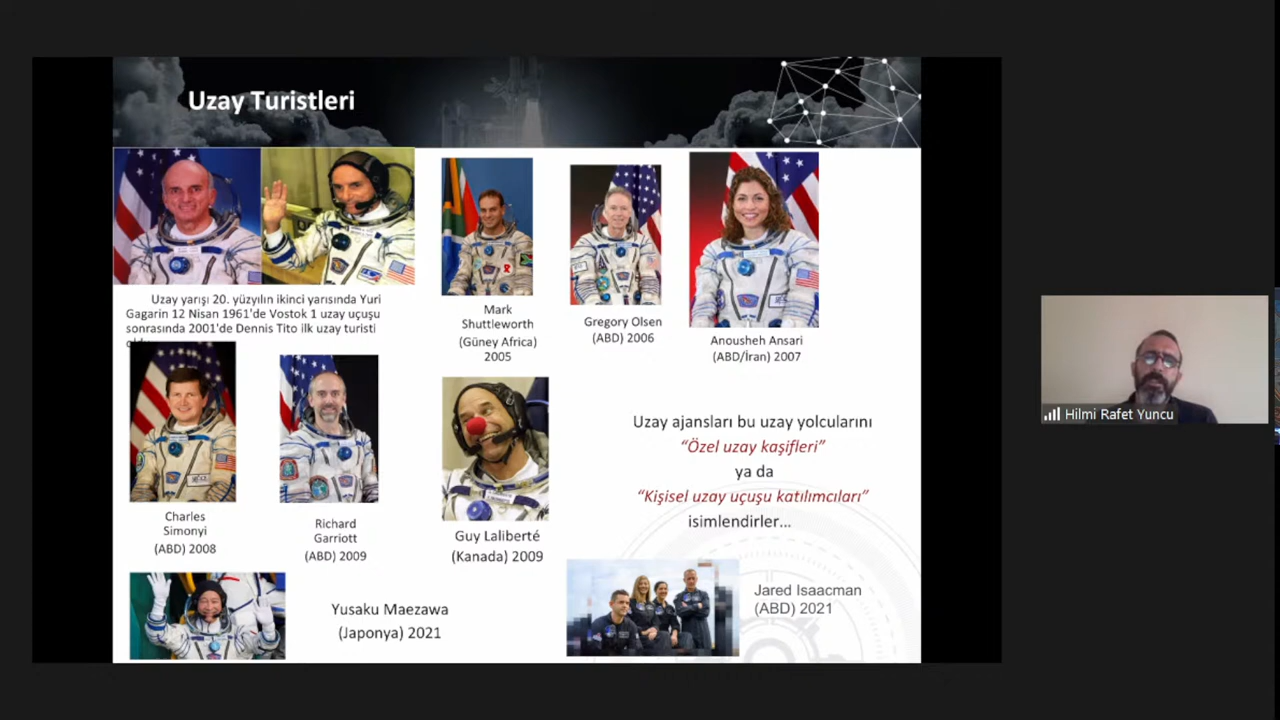 Uzay Turistleri
Uzay yarışı 20. yüzyılın ikinci yarısında Yuri
Gagarin 12 Nisan 1961'de Vostok 1 uzay uçuşu
sonrasında 2001'de Dennis Tito ilk uzay turisti
Mark
Shuttleworth
(Güney Africa)
2005
Gregory Olsen
(ABD) 2006
Anousheh Ansari
(ABD/İran) 2007
Charles
Simonyi
(ABD) 2008
Richard
Garriott
(ABD) 2009
Guy Laliberté
(Kanada) 2009
Uzay ajansları bu uzay yolcularını
“Özel uzay kaşifleri”
ya da
“Kişisel uzay uçuşu katılımcıları”
isimlendirler...
Yusaku Maezawa
(Japonya) 2021
Jared Isaacman
(ABD) 2021
Hilmi Rafet Yuncu